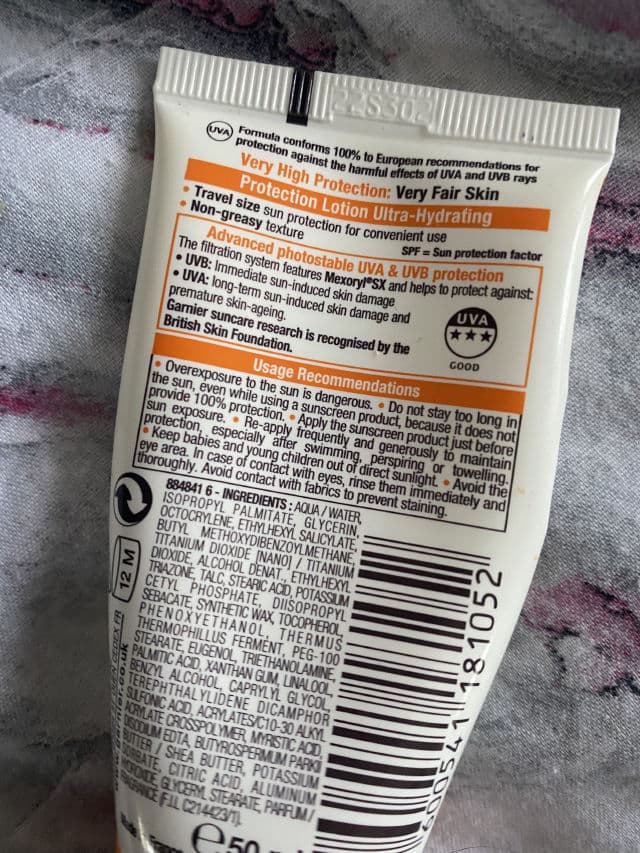 22S302
UVA Formula conforms 100% to European recommendations for
protection against the harmful effects of UVA and UVB rays
Very High Protection: Very Fair Skin
Protection Lotion Ultra-Hydrating
• Travel size sun protection for convenient use
• Non-greasy texture
SPF = Sun protection factor
Advanced photostable UVA & UVB protection
The filtration system features Mexoryl®SX and helps to protect against:
• UVB: Immediate sun-induced skin damage
• UVA: long-term sun-induced skin damage and
premature skin-ageing.
Garnier suncare research is recognised by the
British Skin Foundation.
UVA
★★★
GOOD
Usage Recommendations
• Overexposure to the sun is dangerous. • Do not stay too long in
the sun, even while using a sunscreen product, because it does not
provide 100% protection. • Apply the sunscreen product just before
sun exposure. • Re-apply frequently and generously to maintain
protection, especially after swimming, perspiring or towelling. • Avoid the
• Keep babies and young children out of direct sunlight.
eye area. In case of contact with eyes, rinse them immediately and
thoroughly. Avoid contact with fabrics to prevent staining.
884841 6 - INGREDIENTS: AQUA / WATER,
ISOPROPYL PALMITATE, GLYCERIN,
OCTOCRYLENE, ETHYLHEXYL SALICYLATE,
BUTYL METHOXYDIBENZOYLMETHANE,
TITANIUM DIOXIDE [NANO] / TITANIUM
DIOXIDE, ALCOHOL DENAT., ETHYLHEXYL
TRIAZONE, TALC, STEARIC ACID, POTASSIUM
CETYL PHOSPHATE, DIISOPROPYL
SEBACATE, SYNTHETIC WAX, TOCOPHEROL,
PHENOXYETHANOL, THERMUS
THERMOPHILLUS FERMENT, PEG-100
STEARATE, EUGENOL, TRIETHANOLAMINE,
PALMITIC ACID, XANTHAN GUM, LINALOOL,
BENZYL ALCOHOL, CAPRYLYL GLYCOL,
TEREPHTHALYLIDENE DICAMPHOR
SULFONIC ACID, ACRYLATES/C10-30 ALKYL
ACRYLATE CROSSPOLYMER, MYRISTIC ACID,
DISODIUM EDTA, BUTYROSPERMUM PARKII
BUTTER / SHEA BUTTER, POTASSIUM
SORBATE, CITRIC ACID, ALUMINUM
HYDROXIDE, GLYCERYL STEARATE, PARFUM /
FRAGRANCE (F.I.L. C214423/1).
12 M
CEDEX FR
www.garnier.co.uk
600541 181052
e50